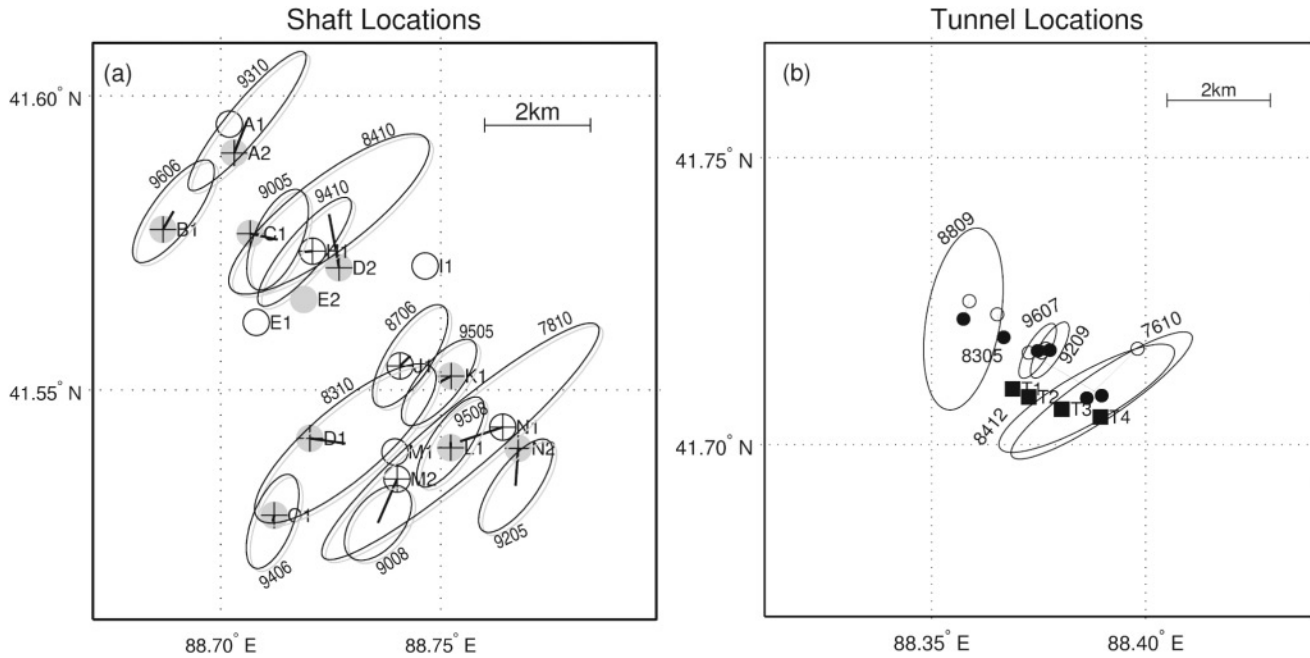 Shaft Locations
Tunnel Locations
(a)
(b)
9310
41.60° N
A1
2km
2km
8410
A2
9606
9005
41.75° N
9410
B1
C1
H1
8809
D2
I1
E2
E1
9607
8706
9505
7810
7610
9209
8305
J1
K1
T1
41.55° N
T2
8310
T3
9508
T4
8412
N1
D1
M1
L1
N2
41.70° N
M2
O1
9205
9008
9406
88.70° E
88.75° E
88.35° E
88.40° E